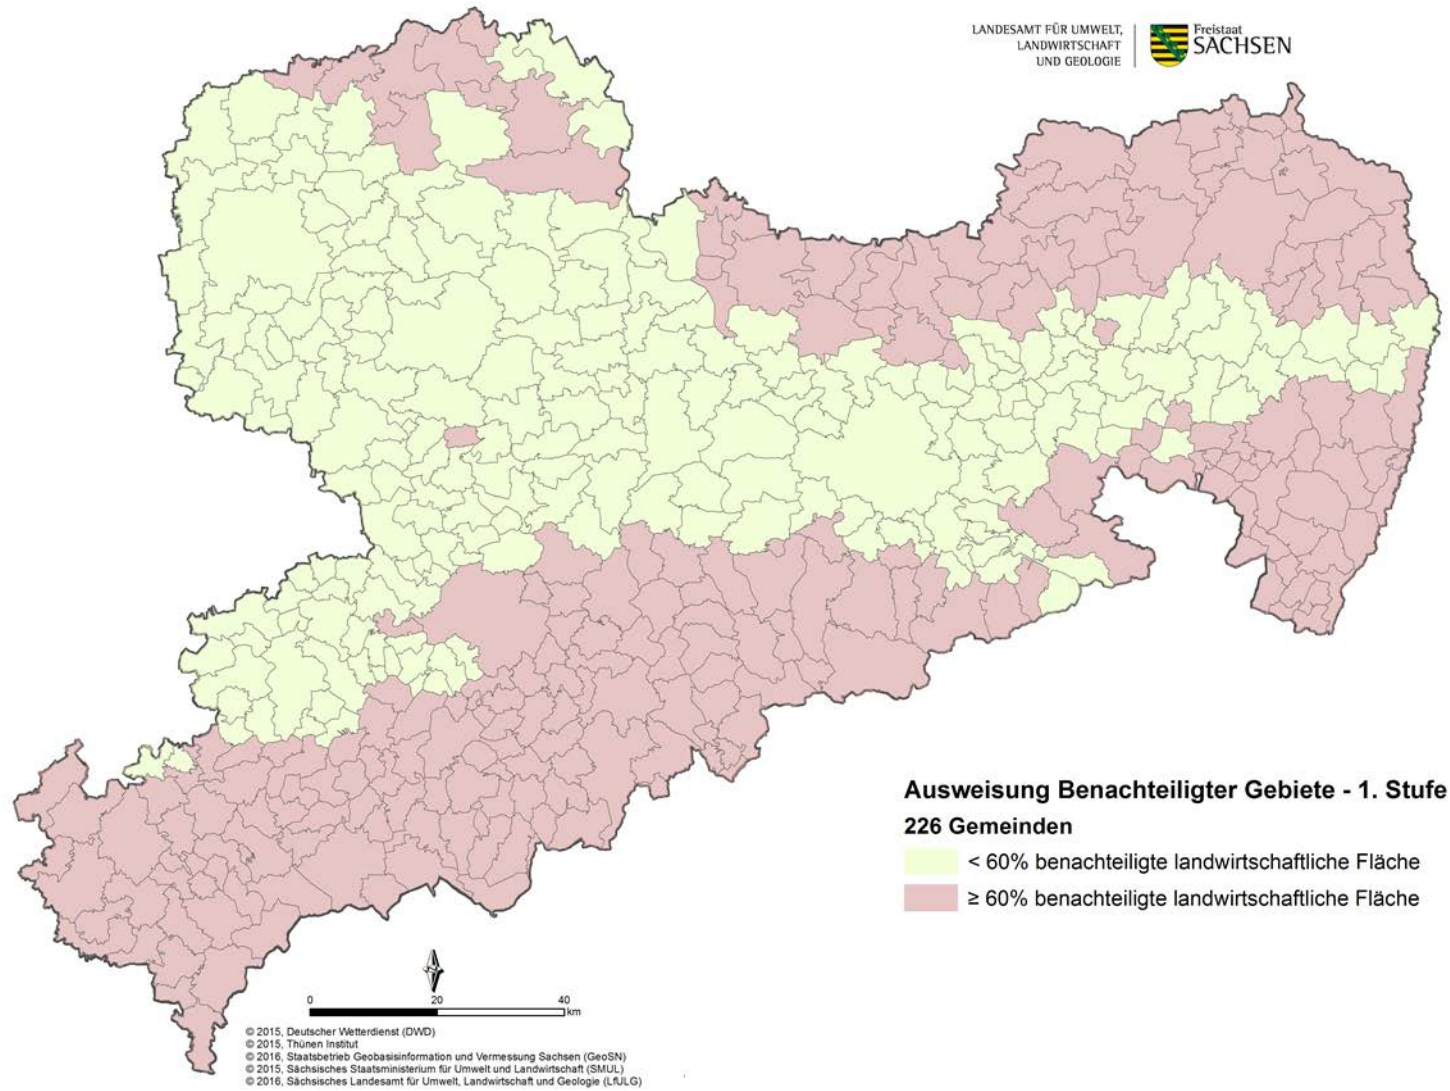 LANDESAMT FÜR UMWELT,
LANDWIRTSCHAFT
UND GEOLOGIE
Freistaat
SACHSEN
Ausweisung Benachteiligter Gebiete - 1. Stufe
226 Gemeinden
< 60% benachteiligte landwirtschaftliche Fläche
≥ 60% benachteiligte landwirtschaftliche Fläche
0 20 40
km
© 2015, Deutscher Wetterdienst (DWD)
© 2015, Thünen Institut
© 2016, Staatsbetrieb Geobasisinformation und Vermessung Sachsen (GeoSN)
© 2015, Sächsisches Staatsministerium für Umwelt und Landwirtschaft (SMUL)
© 2016, Sächsisches Landesamt für Umwelt, Landwirtschaft und Geologie (LfULG)